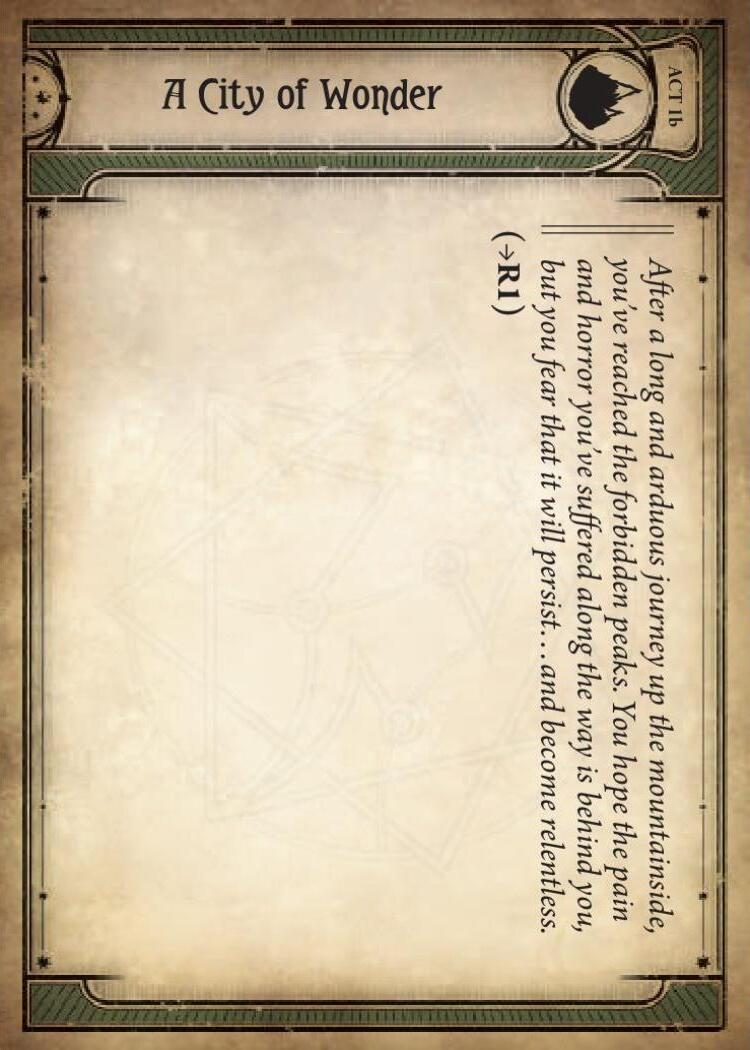 ACT 1b
A City of Wonder
After a long and arduous journey up the mountainside,
you've reached the forbidden peaks. You hope the pain
and horror you've suffered along the way is behind you,
but you fear that it will persist…and become relentless.
(→R1)